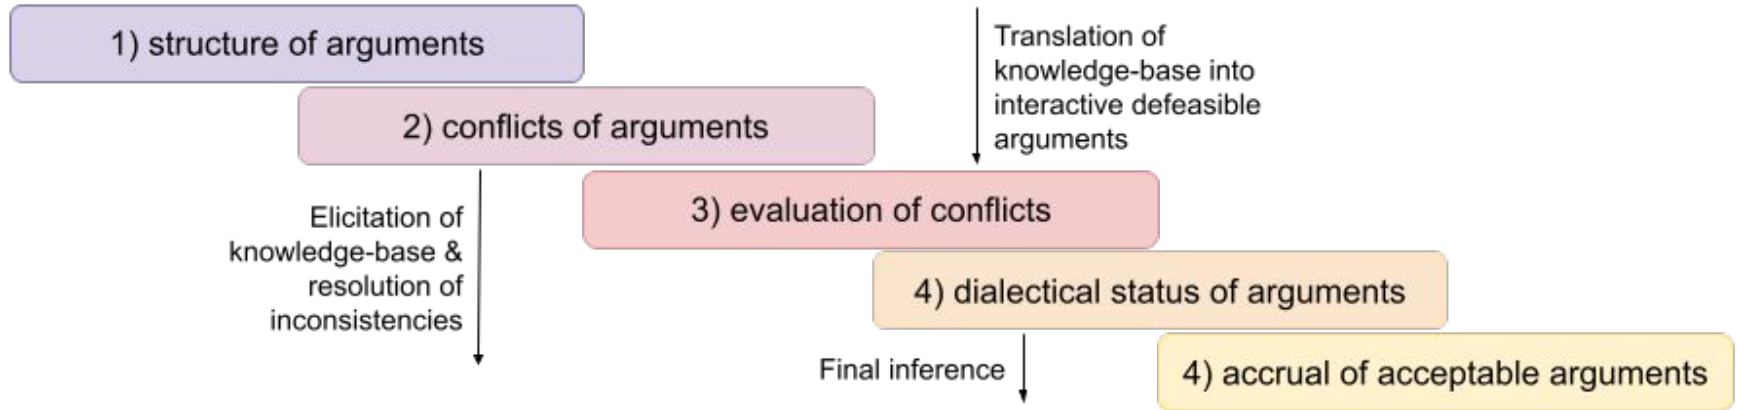 1) structure of arguments
Translation of
knowledge-base into
interactive defeasible
arguments
2) conflicts of arguments
3) evaluation of conflicts
Elicitation of
knowledge-base &
resolution of
inconsistencies
4) dialectical status of arguments
Final inference
4) accrual of acceptable arguments